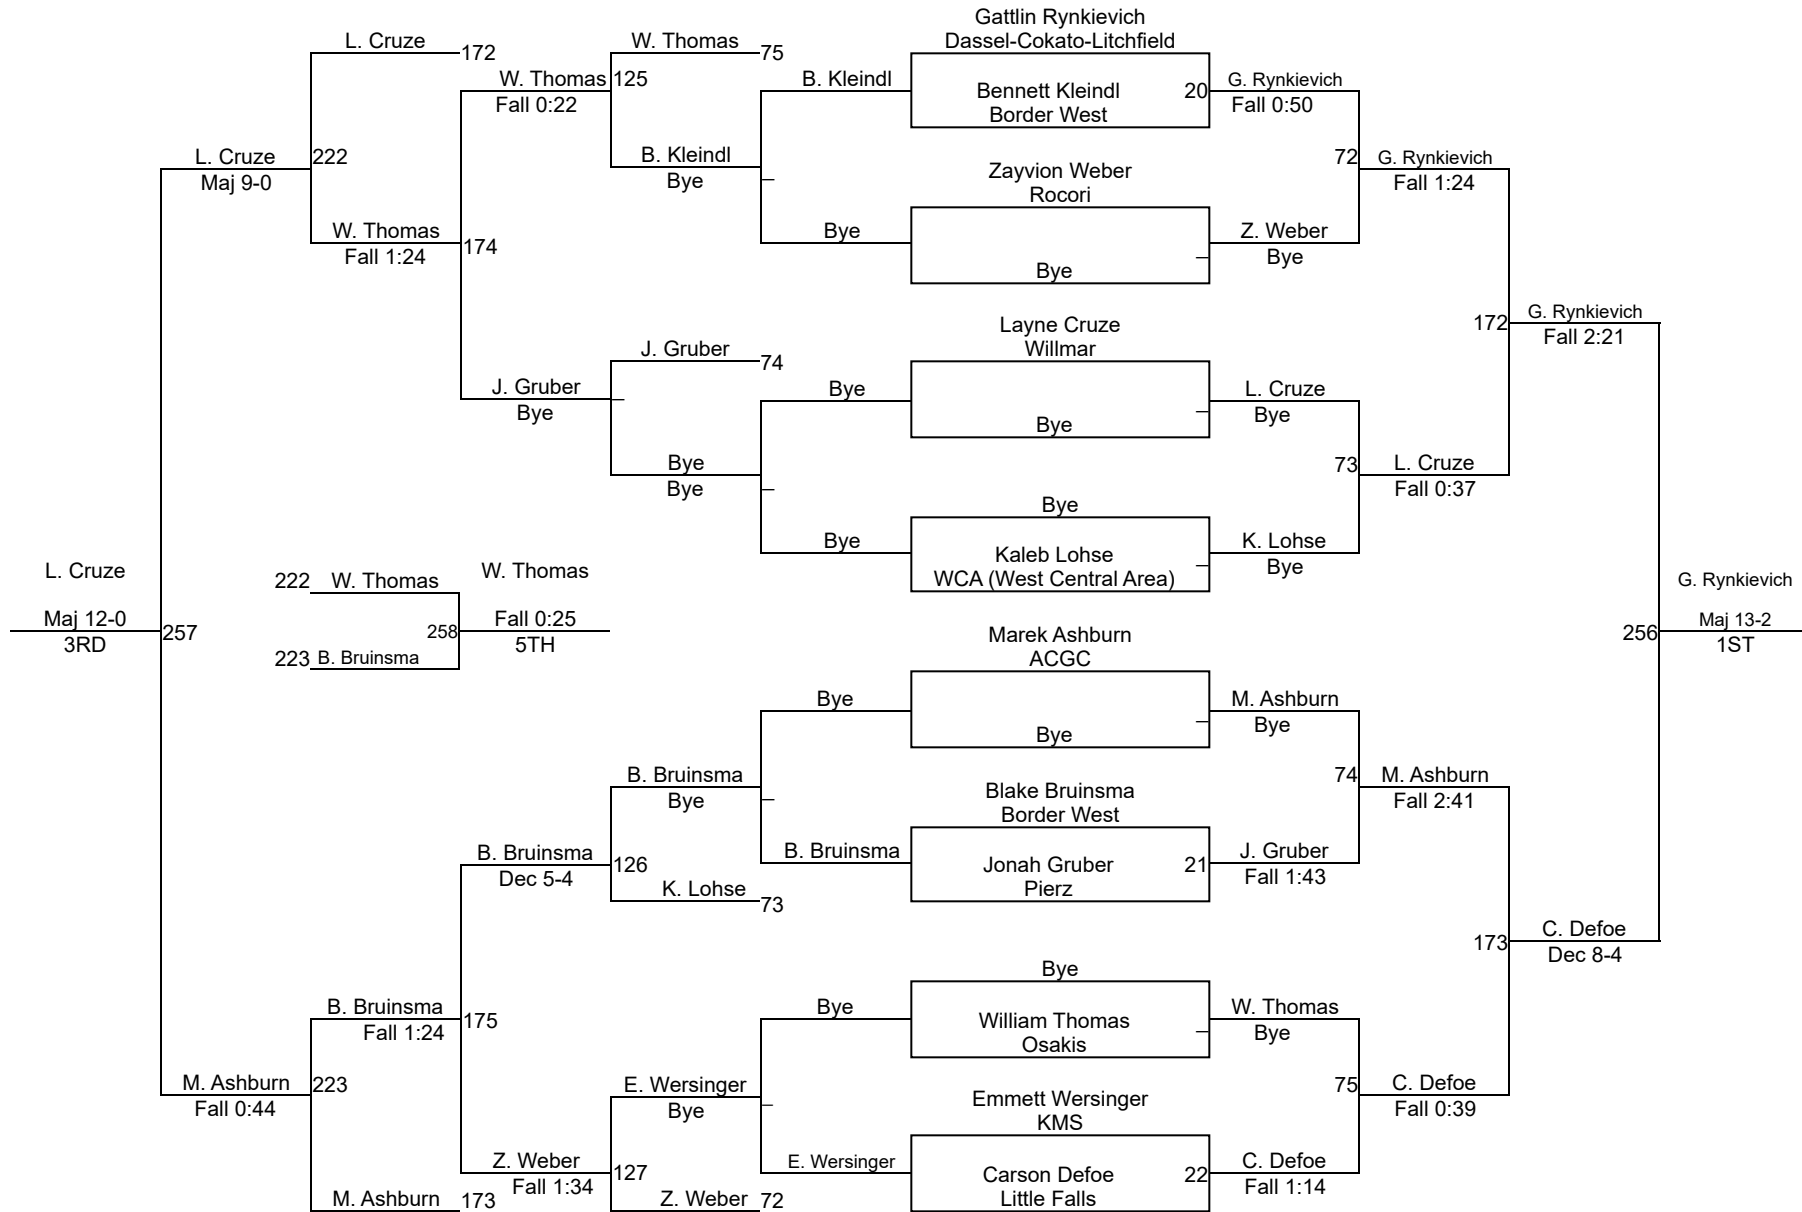 Gattlin Rynkievich
Dassel-Cokato-Litchfield
L. Cruze
172
W. Thomas
75
W. Thomas
125
Fall 0:22
B. Kleindl
Bennett Kleindl
Border West
20
G. Rynkievich
Fall 0:50
L. Cruze
222
Maj 9-0
B. Kleindl
Bye
_
Zayvion Weber
Rocori
72
G. Rynkievich
Fall 1:24
W. Thomas
Fall 1:24
174
Bye
Bye
_
Z. Weber
Bye
Layne Cruze
Willmar
172
G. Rynkievich
Fall 2:21
J. Gruber
74
J. Gruber
Bye
_
Bye
Bye
_
L. Cruze
Bye
Bye
Bye
_
73
L. Cruze
Fall 0:37
Bye
Bye
Kaleb Lohse
WCA (West Central Area)
_
K. Lohse
Bye
L. Cruze
Maj 12-0
3RD
257
222
W. Thomas
223
B. Bruinsma
258
W. Thomas
Fall 0:25
5TH
G. Rynkievich
256
Maj 13-2
1ST
Marek Ashburn
ACGC
Bye
Bye
_
M. Ashburn
Bye
B. Bruinsma
Bye
_
Blake Bruinsma
Border West
74
M. Ashburn
Fall 2:41
B. Bruinsma
Dec 5-4
126
B. Bruinsma
Jonah Gruber
Pierz
21
J. Gruber
Fall 1:43
K. Lohse
73
173
C. Defoe
Dec 8-4
Bye
B. Bruinsma
Fall 1:24
175
Bye
William Thomas
Osakis
_
W. Thomas
Bye
M. Ashburn
Fall 0:44
223
E. Wersinger
Bye
_
Emmett Wersinger
KMS
75
C. Defoe
Fall 0:39
Z. Weber
Fall 1:34
127
E. Wersinger
Carson Defoe
Little Falls
22
C. Defoe
Fall 1:14
M. Ashburn
173
Z. Weber
72